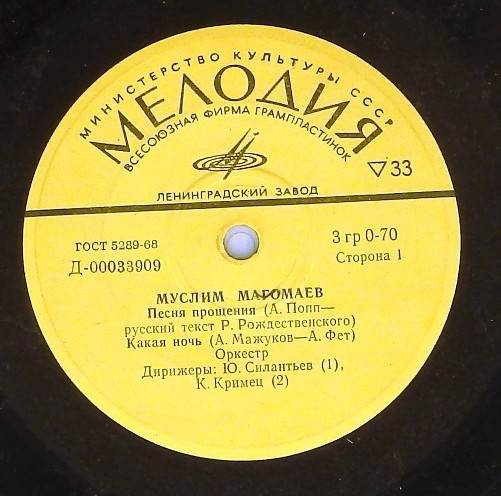 МИНИСТЕРСТВО КУЛЬТУРЫ СССР
МЕЛОДИЯ
ВСЕСОЮЗНАЯ ФИРМА ГРАМПЛАСТИНОК
▽33
ЛЕНИНГРАДСКИЙ ЗАВОД
ГОСТ 5289-68
Д-00033909
3 гр 0-70
Сторона 1
МУСЛИМ МАГОМАЕВ
Песня прощения (А. Попп—
русский текст Р. Рождественского)
Какая ночь (А. Мажуков—А. Фет)
Оркестр
Дирижеры: Ю. Силантьев (1),
К. Кримец (2)